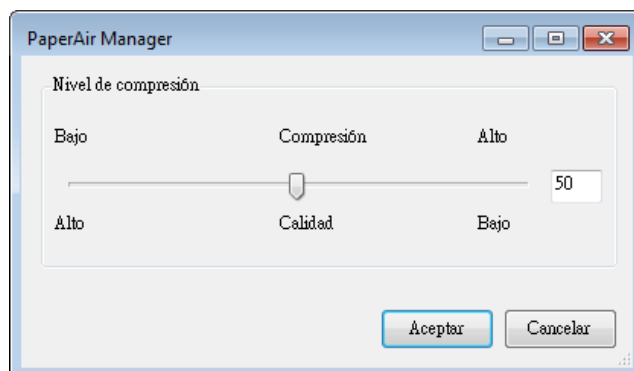 PaperAir Manager
Nivel de compresión
Bajo Compresión Alto
50
Alto Calidad Bajo
Aceptar Cancelar